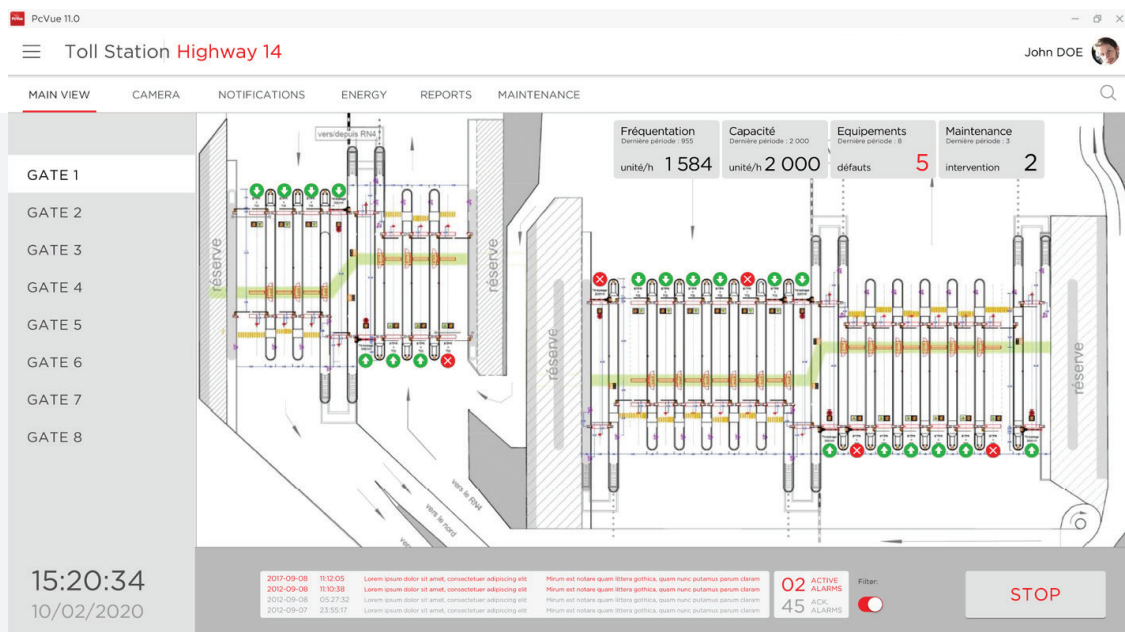 PcVue 11.0
Toll Station Highway 14
John DOE
MAIN VIEW CAMERA NOTIFICATIONS ENERGY REPORTS MAINTENANCE
vers/depuis RN4
Fréquentation
Dernière période : 955
unité/h 1 584
Capacité
Dernière période : 2 000
unité/h 2 000
Equipements
Dernière période : 8
défauts 5
Maintenance
Dernière période : 3
intervention 2
GATE 1
GATE 2
GATE 3
GATE 4
GATE 5
GATE 6
GATE 7
GATE 8
réserve
réserve
réserve
réserve
vers le RN4
vers le nord
15:20:34
10/02/2020
2017-09-08 11:12:05 Lorem ipsum dolor sit amet, consectetuer adipiscing elit Mirum est notare quam littera gothica, quam nunc putamus parum claram
2012-09-08 11:10:38 Lorem ipsum dolor sit amet, consectetuer adipiscing elit Mirum est notare quam littera gothica, quam nunc putamus parum claram
2012-09-08 05:27:32 Lorem ipsum dolor sit amet, consectetuer adipiscing elit Mirum est notare quam littera gothica, quam nunc putamus parum claram
2012-09-07 23:55:17 Lorem ipsum dolor sit amet, consectetuer adipiscing elit Mirum est notare quam littera gothica, quam nunc putamus parum claram
02 ACTIVE ALARMS
45 ACK. ALARMS
Filter:
STOP